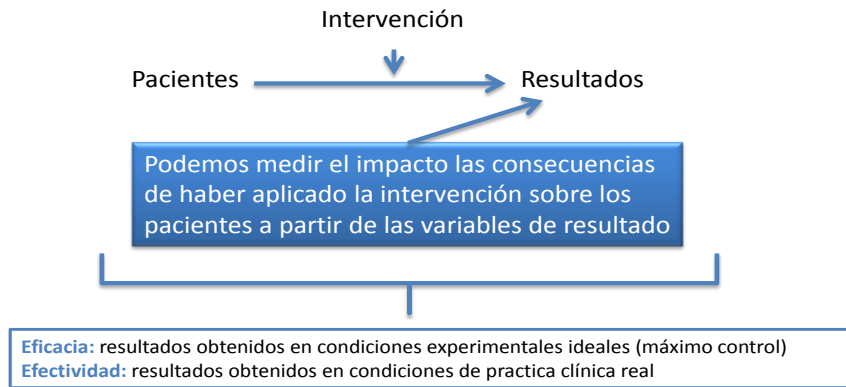 Intervención
Pacientes
Resultados
Podemos medir el impacto las consecuencias
de haber aplicado la intervención sobre los
pacientes a partir de las variables de resultado
Eficacia: resultados obtenidos en condiciones experimentales ideales (máximo control)
Efectividad: resultados obtenidos en condiciones de practica clínica real